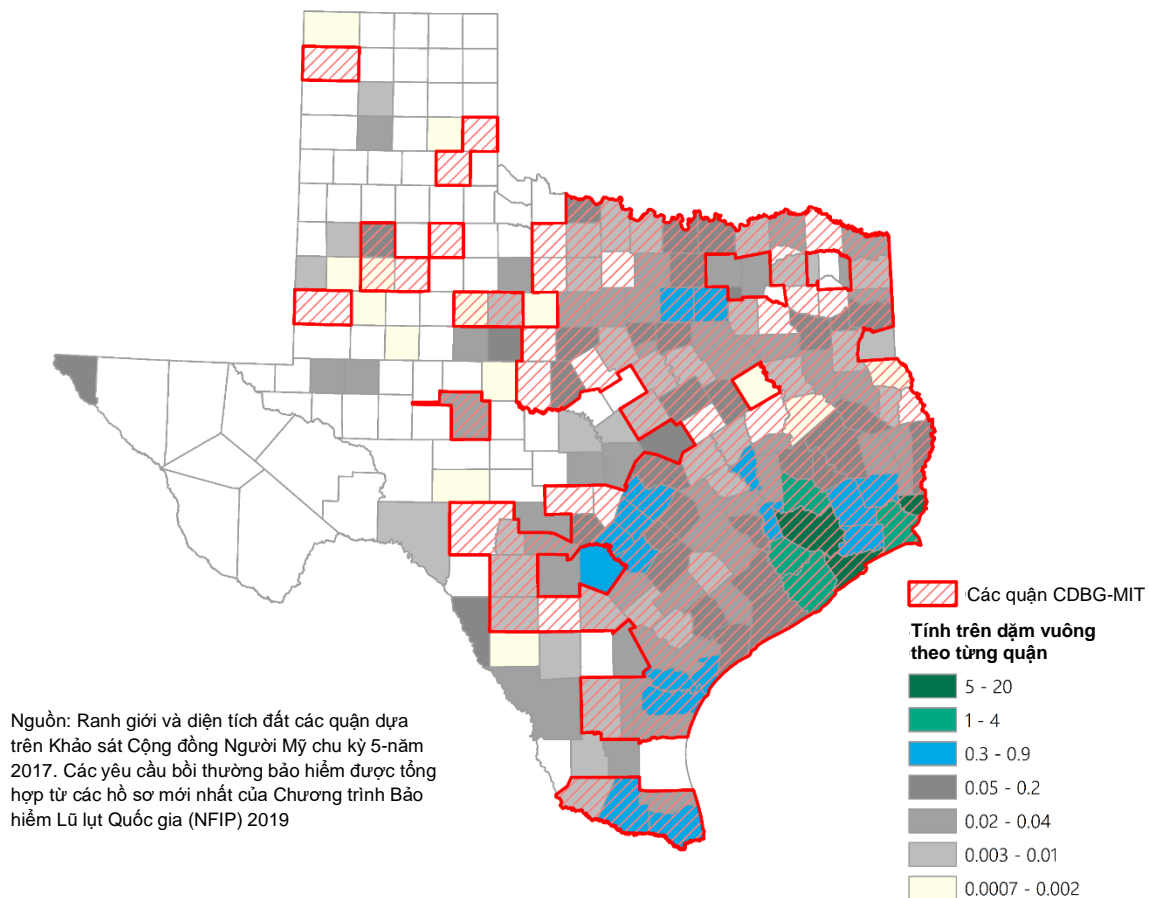 Các quận CDBG-MIT
Tính trên dặm vuông
theo từng quận
5 - 20
1 - 4
0.3 - 0.9
0.05 - 0.2
0.02 - 0.04
0.003 - 0.01
0.0007 - 0.002
Nguồn: Ranh giới và diện tích đất các quận dựa
trên Khảo sát Cộng đồng Người Mỹ chu kỳ 5-năm
2017. Các yêu cầu bồi thường bảo hiểm được tổng
hợp từ các hồ sơ mới nhất của Chương trình Bảo
hiểm Lũ lụt Quốc gia (NFIP) 2019